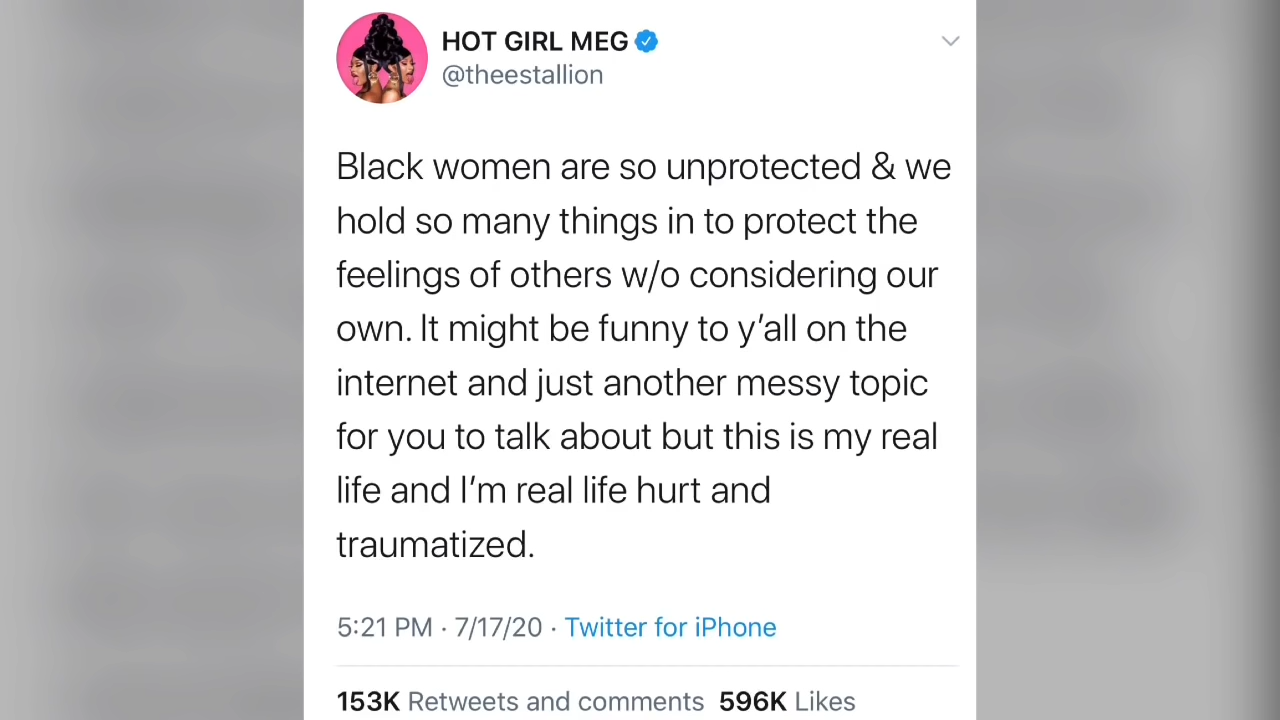 HOT GIRL MEG
@theestallion
Black women are so unprotected & we
hold so many things in to protect the
feelings of others w/o considering our
own. It might be funny to y’all on the
internet and just another messy topic
for you to talk about but this is my real
life and I’m real life hurt and
traumatized.
5:21 PM · 7/17/20 · Twitter for iPhone
153K Retweets and comments 596K Likes